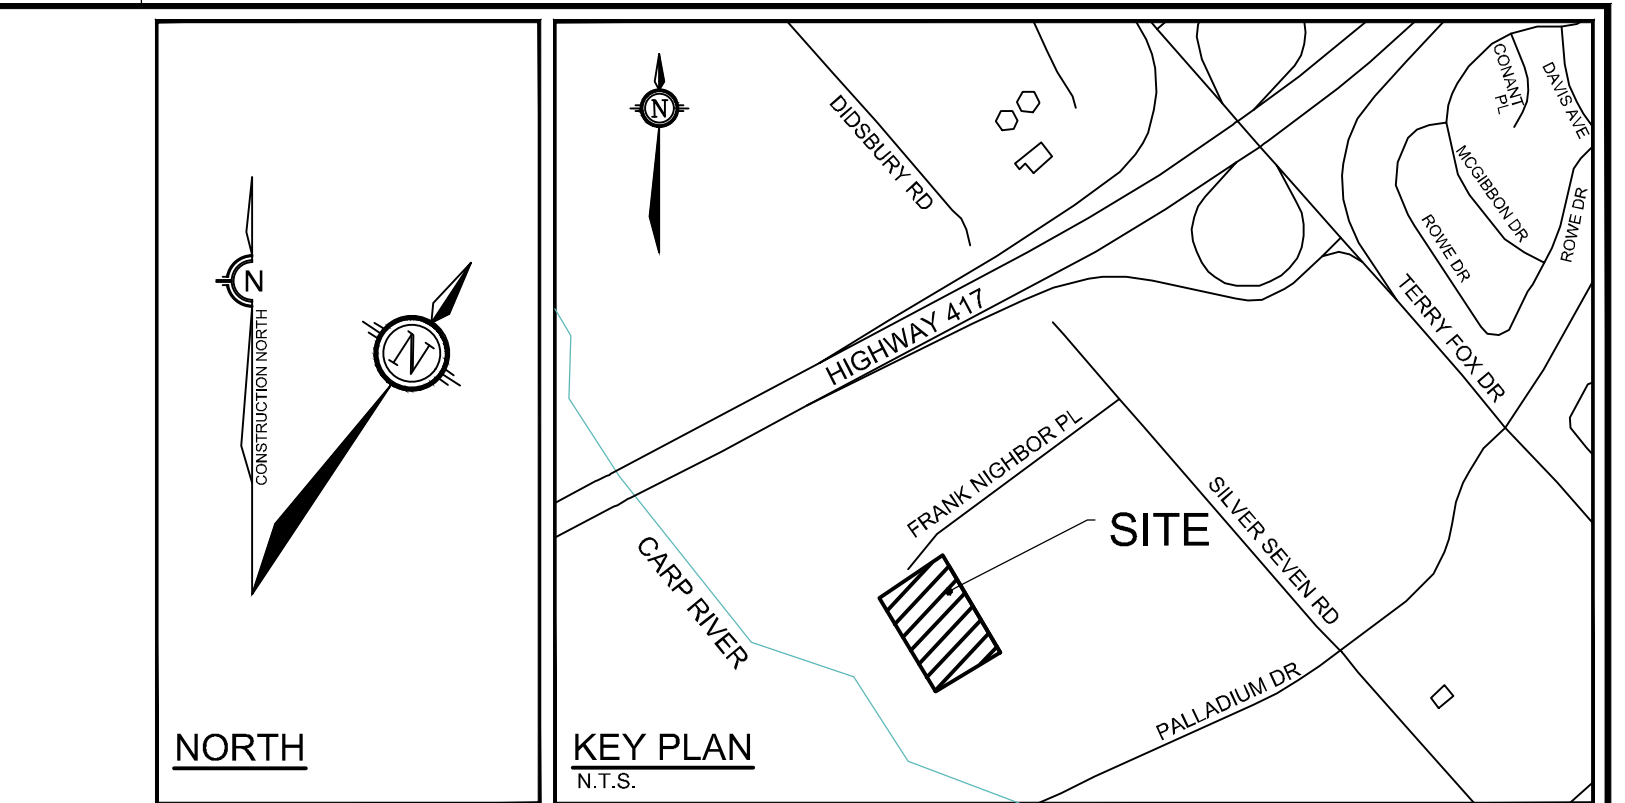 N
CONSTRUCTION NORTH
N
NORTH
N
DIDSBURY RD
CONANT
PL
DAVIS AVE
MCGIBBON DR
ROWE DR
ROWE DR
TERRY FOX DR
HIGHWAY 417
FRANK NIGHBOR PL
SITE
SILVER SEVEN RD
CARP RIVER
PALLADIUM DR
KEY PLAN
N.T.S.